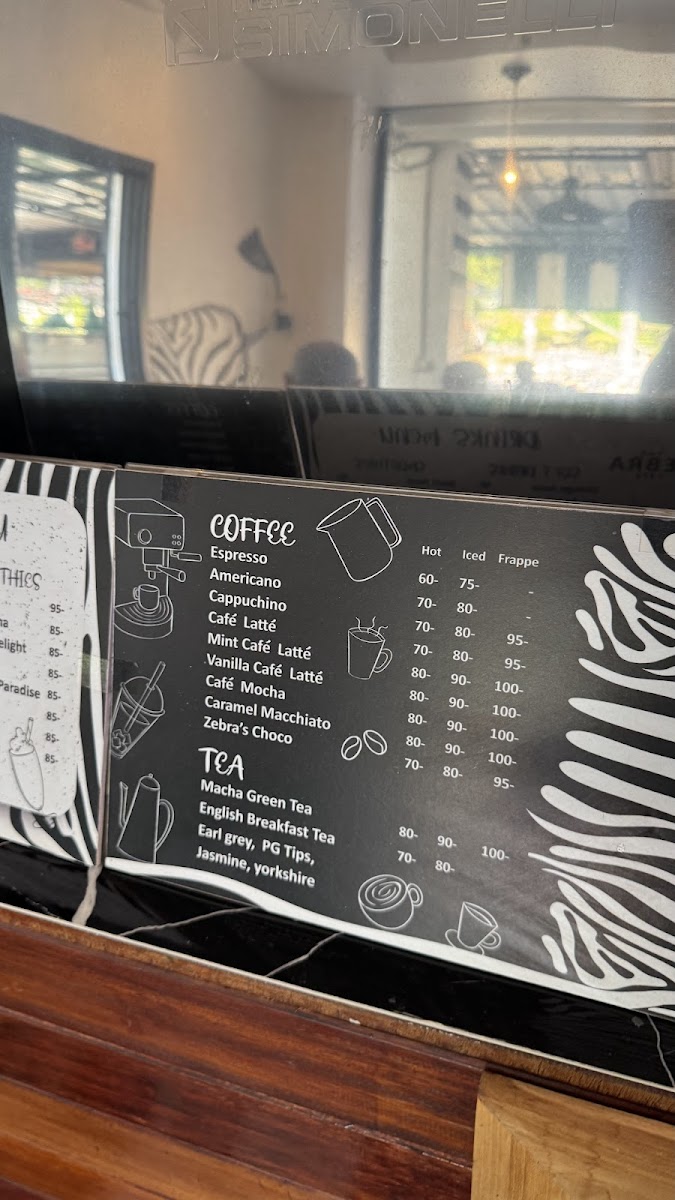 SIMONELLI
DRINKS MENU
THIES
95-
85-
elight 85-
85-
Paradise 85-
85-
85-
85-
COFFEE
Hot Iced Frappe
Espresso 60- 75- -
Americano 70- 80- -
Cappuchino 70- 80- 95-
Café Latté 70- 80- 95-
Mint Café Latté 80- 90- 100-
Vanilla Café Latté 80- 90- 100-
Café Mocha 80- 90- 100-
Caramel Macchiato 80- 90- 100-
Zebra's Choco 70- 80- 95-
TEA
Macha Green Tea 80- 90- 100-
English Breakfast Tea 70- 80-
Earl grey, PG Tips,
Jasmine, yorkshire